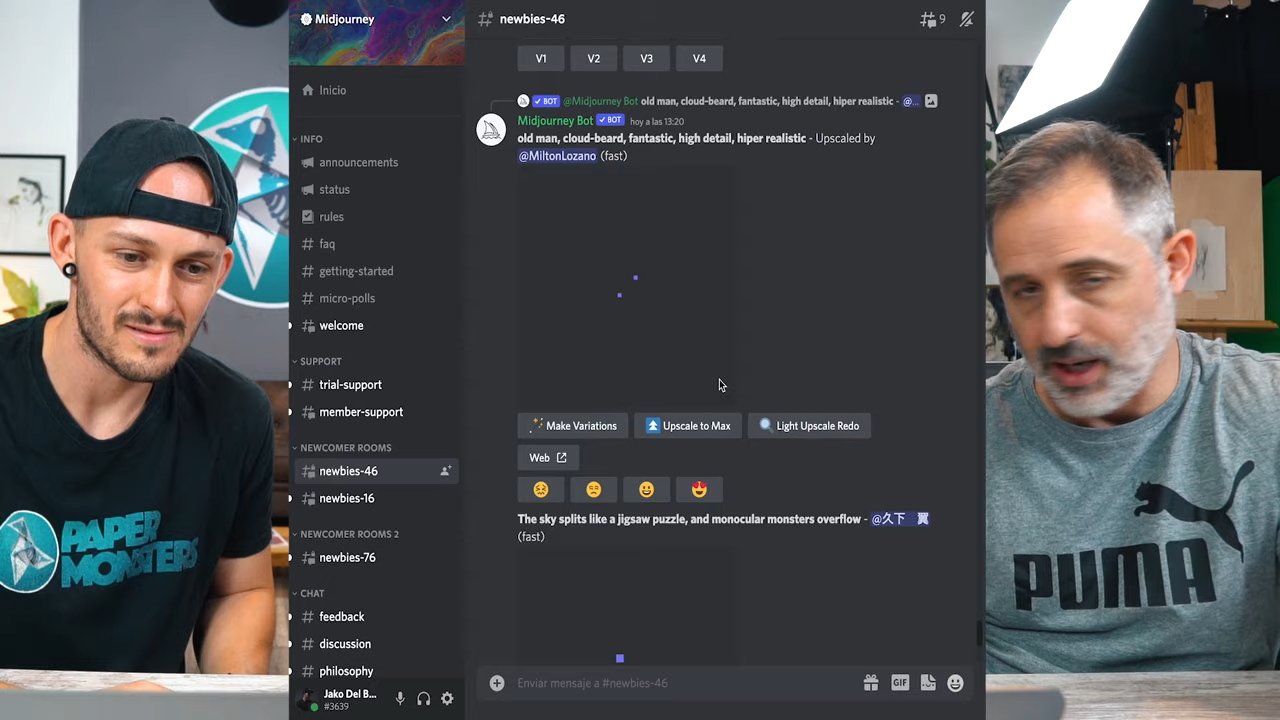 Midjourney
Inicio
INFO
announcements
status
rules
faq
getting-started
micro-polls
welcome
SUPPORT
trial-support
member-support
NEWCOMER ROOMS
newbies-46
newbies-16
NEWCOMER ROOMS 2
newbies-76
CHAT
feedback
discussion
philosophy
Jako Del B...
#3639
newbies-46
9
V1 V2 V3 V4
BOT @Midjourney Bot old man, cloud-beard, fantastic, high detail, hiper realistic - @...
Midjourney Bot BOT hoy a las 13:20
old man, cloud-beard, fantastic, high detail, hiper realistic - Upscaled by
@MiltonLozano (fast)
Make Variations Upscale to Max Light Upscale Redo
Web
The sky splits like a jigsaw puzzle, and monocular monsters overflow - @久下 翼
(fast)
Enviar mensaje a #newbies-46
GIF
PAPER
MONSTERS
PUMA